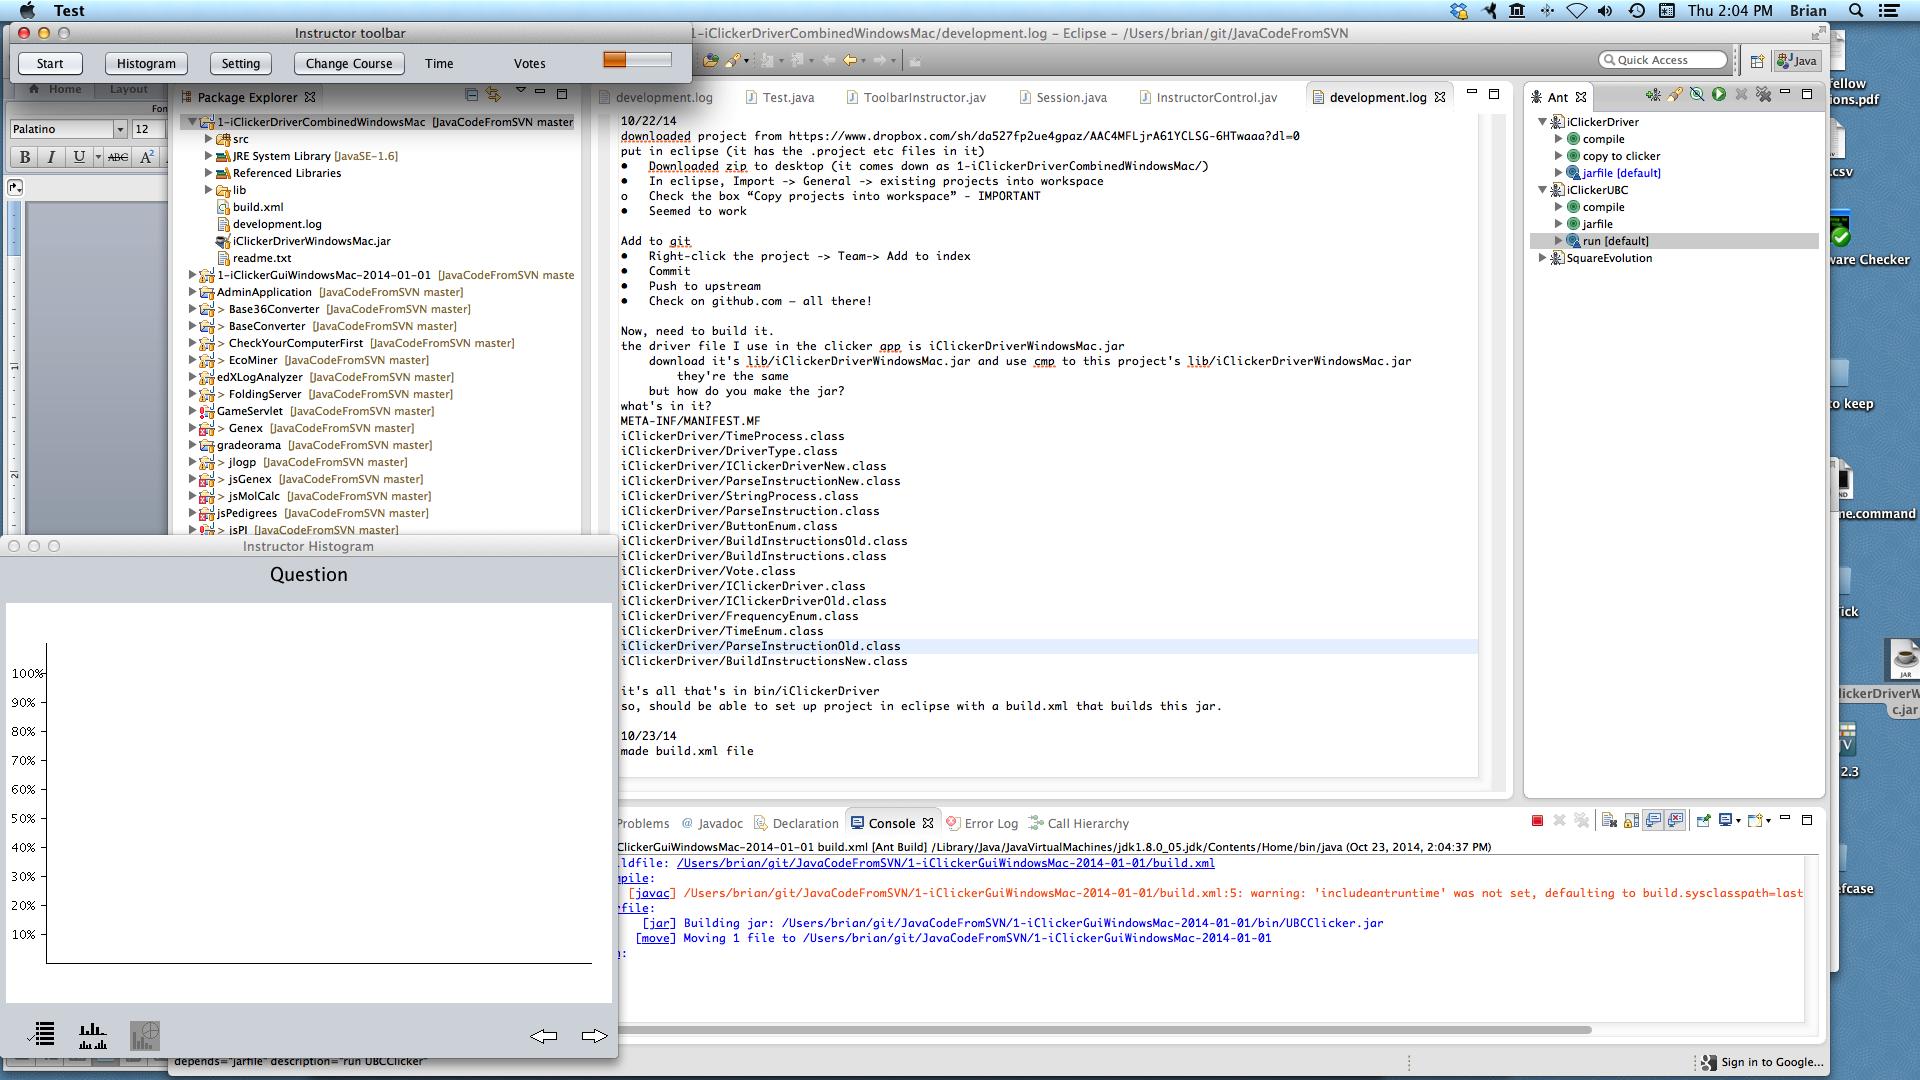 Test
Thu 2:04 PM Brian
Instructor toolbar
Start Histogram Setting Change Course Time Votes
1-iClickerDriverCombinedWindowsMac/development.log – Eclipse – /Users/brian/git/JavaCodeFromSVN
Quick Access
Java
Home Layout
Fon
Palatino 12
B I U ABC A2
Package Explorer
1-iClickerDriverCombinedWindowsMac [JavaCodeFromSVN master
src
JRE System Library [JavaSE-1.6]
Referenced Libraries
lib
build.xml
development.log
iClickerDriverWindowsMac.jar
readme.txt
1-iClickerGuiWindowsMac-2014-01-01 [JavaCodeFromSVN maste
AdminApplication [JavaCodeFromSVN master]
> Base36Converter [JavaCodeFromSVN master]
> BaseConverter [JavaCodeFromSVN master]
> CheckYourComputerFirst [JavaCodeFromSVN master]
> EcoMiner [JavaCodeFromSVN master]
edXLogAnalyzer [JavaCodeFromSVN master]
> FoldingServer [JavaCodeFromSVN master]
GameServlet [JavaCodeFromSVN master]
> Genex [JavaCodeFromSVN master]
gradeorama [JavaCodeFromSVN master]
> jlogp [JavaCodeFromSVN master]
> jsGenex [JavaCodeFromSVN master]
> jsMolCalc [JavaCodeFromSVN master]
jsPedigrees [JavaCodeFromSVN master]
> jsPI [JavaCodeFromSVN master]
development.log Test.java ToolbarInstructor.jav Session.java InstructorControl.jav development.log
10/22/14
downloaded project from https://www.dropbox.com/sh/da527fp2ue4gpaz/AAC4MFLjrA61YCLSG-6HTwaaa?dl=0
put in eclipse (it has the .project etc files in it)
• Downloaded zip to desktop (it comes down as 1-iClickerDriverCombinedWindowsMac/)
• In eclipse, Import -> General -> existing projects into workspace
o Check the box “Copy projects into workspace” - IMPORTANT
• Seemed to work
Add to git
• Right-click the project -> Team-> Add to index
• Commit
• Push to upstream
• Check on github.com – all there!
Now, need to build it.
the driver file I use in the clicker app is iClickerDriverWindowsMac.jar
download it's lib/iClickerDriverWindowsMac.jar and use cmp to this project's lib/iClickerDriverWindowsMac.jar
they're the same
but how do you make the jar?
what's in it?
META-INF/MANIFEST.MF
iClickerDriver/TimeProcess.class
iClickerDriver/DriverType.class
iClickerDriver/IClickerDriverNew.class
iClickerDriver/ParseInstructionNew.class
iClickerDriver/StringProcess.class
iClickerDriver/ParseInstruction.class
iClickerDriver/ButtonEnum.class
iClickerDriver/BuildInstructionsOld.class
iClickerDriver/BuildInstructions.class
iClickerDriver/Vote.class
iClickerDriver/IClickerDriver.class
iClickerDriver/IClickerDriverOld.class
iClickerDriver/FrequencyEnum.class
iClickerDriver/TimeEnum.class
iClickerDriver/ParseInstructionOld.class
iClickerDriver/BuildInstructionsNew.class
it's all that's in bin/iClickerDriver
so, should be able to set up project in eclipse with a build.xml that builds this jar.
10/23/14
made build.xml file
Ant
iClickerDriver
compile
copy to clicker
jarfile [default]
iClickerUBC
compile
jarfile
run [default]
SquareEvolution
ellow
ions.pdf
.csv
ware Checker
to keep
ND
me.command
ick
JAR
lickerDriverW
c.jar
TV
2.3
efcase
Instructor Histogram
Question
100%
90%
80%
70%
60%
50%
40%
30%
20%
10%
Problems @ Javadoc Declaration Console Error Log Call Hierarchy
ClickerGuiWindowsMac-2014-01-01 build.xml [Ant Build] /Library/Java/JavaVirtualMachines/jdk1.8.0_05.jdk/Contents/Home/bin/java (Oct 23, 2014, 2:04:37 PM)
ildfile: /Users/brian/git/JavaCodeFromSVN/1-iClickerGuiWindowsMac-2014-01-01/build.xml
mpile:
[javac] /Users/brian/git/JavaCodeFromSVN/1-iClickerGuiWindowsMac-2014-01-01/build.xml:5: warning: 'includeantruntime' was not set, defaulting to build.sysclasspath=last
rfile:
[jar] Building jar: /Users/brian/git/JavaCodeFromSVN/1-iClickerGuiWindowsMac-2014-01-01/bin/UBCClicker.jar
[move] Moving 1 file to /Users/brian/git/JavaCodeFromSVN/1-iClickerGuiWindowsMac-2014-01-01
n:
depends="jarfile" description="run UBCClicker"
Sign in to Google...